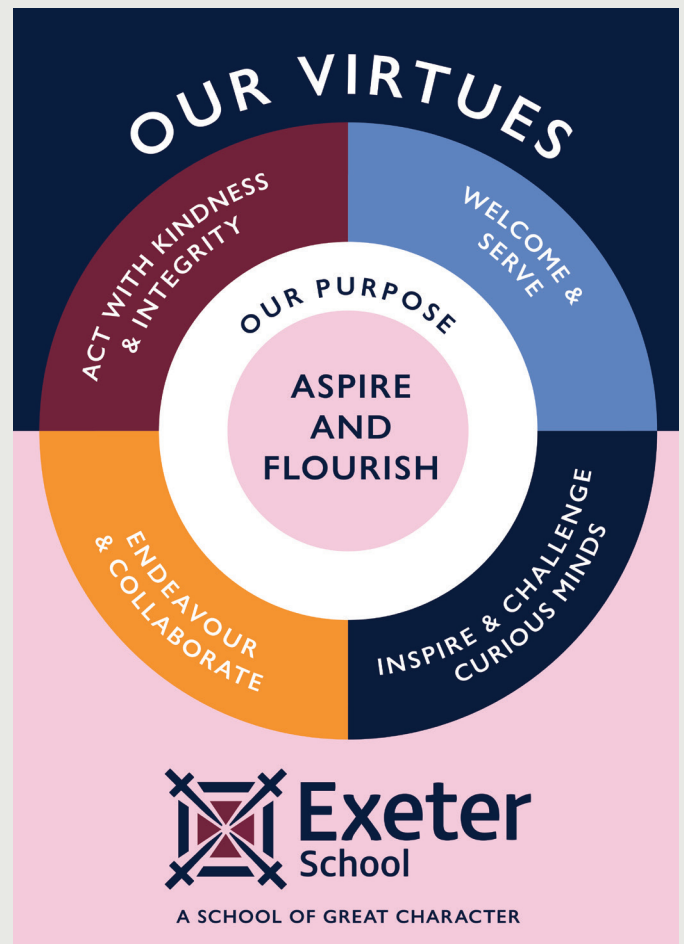 OUR VIRTUES
ACT WITH KINDNESS
& INTEGRITY
WELCOME &
SERVE
OUR PURPOSE
ASPIRE
AND
FLOURISH
ENDEAVOUR
& COLLABORATE
INSPIRE & CHALLENGE
CURIOUS MINDS
Exeter
School
A SCHOOL OF GREAT CHARACTER